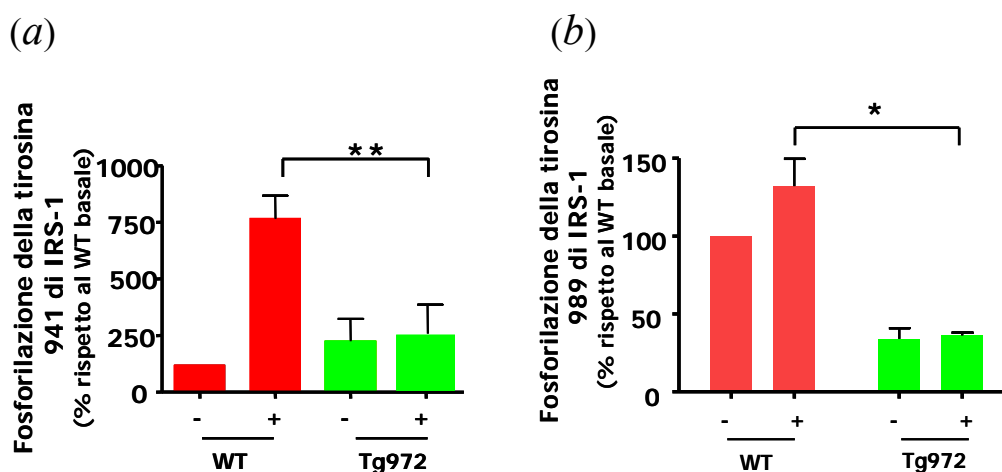 (a)
Fosforilazione della tirosina
941 di IRS-1
(% rispetto al WT basale)
1000
750
500
250
0
**
- + - +
WT Tg972
(b)
Fosforilazione della tirosina
989 di IRS-1
(% rispetto al WT basale)
150
100
50
0
*
- + - +
WT Tg972